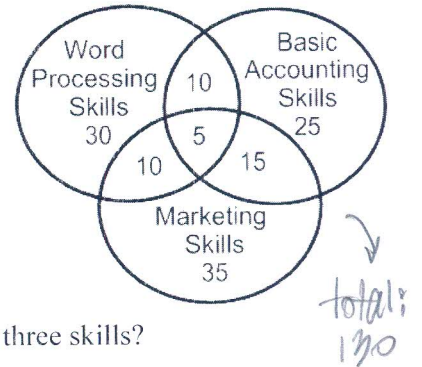 Word
Processing
Skills
30
10
Basic
Accounting
Skills
25
5
10
15
Marketing
Skills
35
total:
130
three skills?